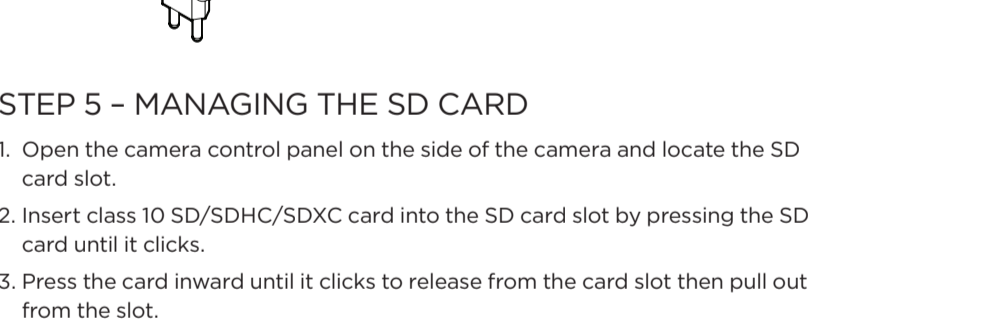 STEP 5 – MANAGING THE SD CARD
1. Open the camera control panel on the side of the camera and locate the SD
card slot.
2. Insert class 10 SD/SDHC/SDXC card into the SD card slot by pressing the SD
card until it clicks.
3. Press the card inward until it clicks to release from the card slot then pull out
from the slot.